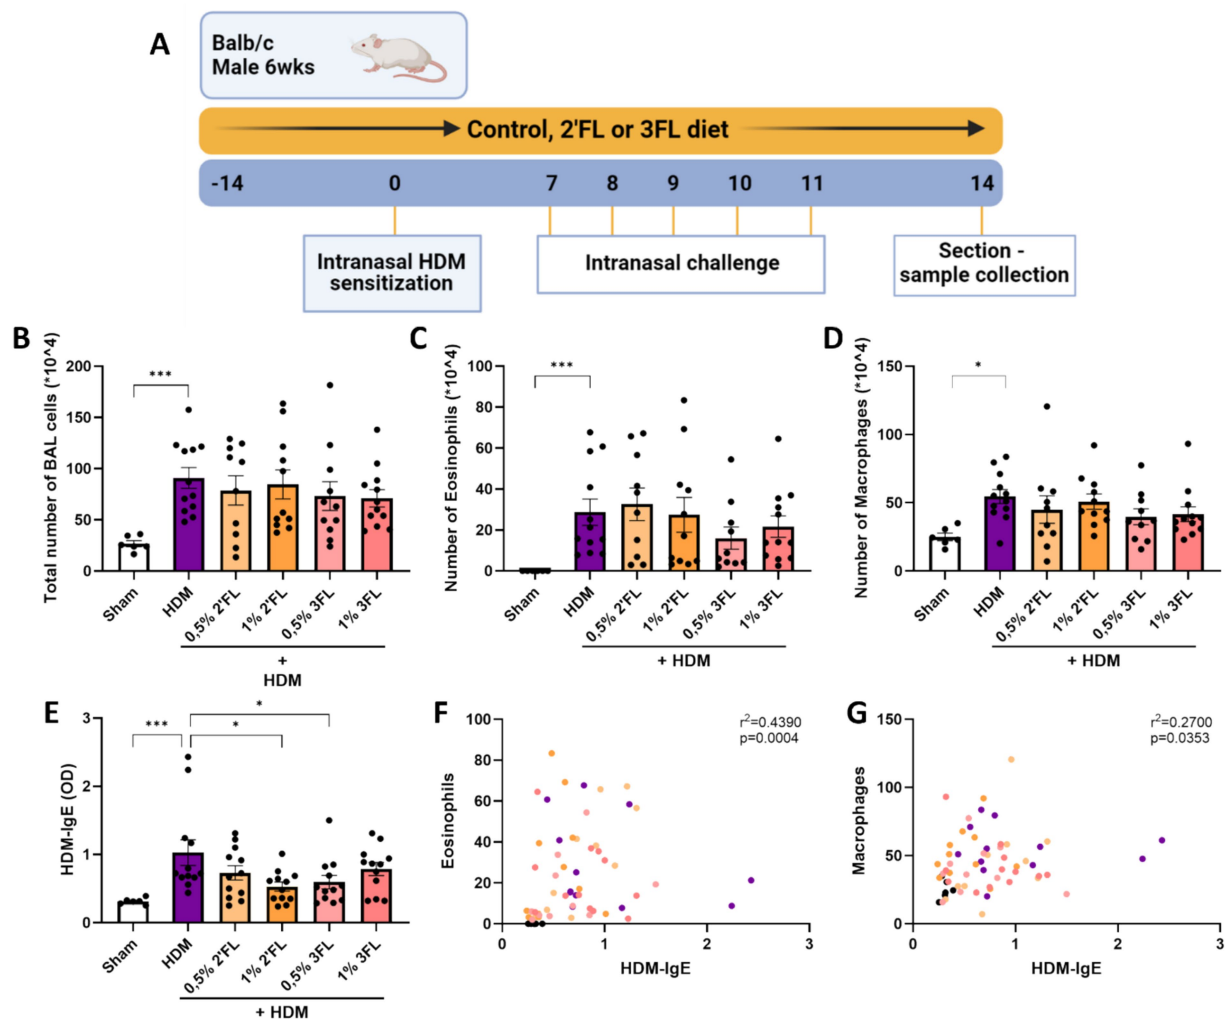 A
Balb/c
Male 6wks
Control, 2'FL or 3FL diet
-14 0 7 8 9 10 11 14
Intranasal HDM
sensitization
Intranasal challenge
Section -
sample collection
B
Total number of BAL cells (*10^4)
200
150
100
50
0
***
Sham
HDM
0,5% 2'FL
1% 2'FL
0,5% 3FL
1% 3FL
+
HDM
C
Number of Eosinophils (*10^4)
100
80
60
40
20
0
***
Sham
HDM
0,5% 2'FL
1% 2'FL
0,5% 3FL
1% 3FL
+ HDM
D
Number of Macrophages (*10^4)
150
100
50
0
*
Sham
HDM
0,5% 2'FL
1% 2'FL
0,5% 3FL
1% 3FL
+ HDM
E
HDM-IgE (OD)
3
2
1
0
***
*
*
Sham
HDM
0,5% 2'FL
1% 2'FL
0,5% 3FL
1% 3FL
+ HDM
F
Eosinophils
100
80
60
40
20
0
r²=0.4390
p=0.0004
0 1 2 3
HDM-IgE
G
Macrophages
150
100
50
0
r²=0.2700
p=0.0353
0 1 2 3
HDM-IgE